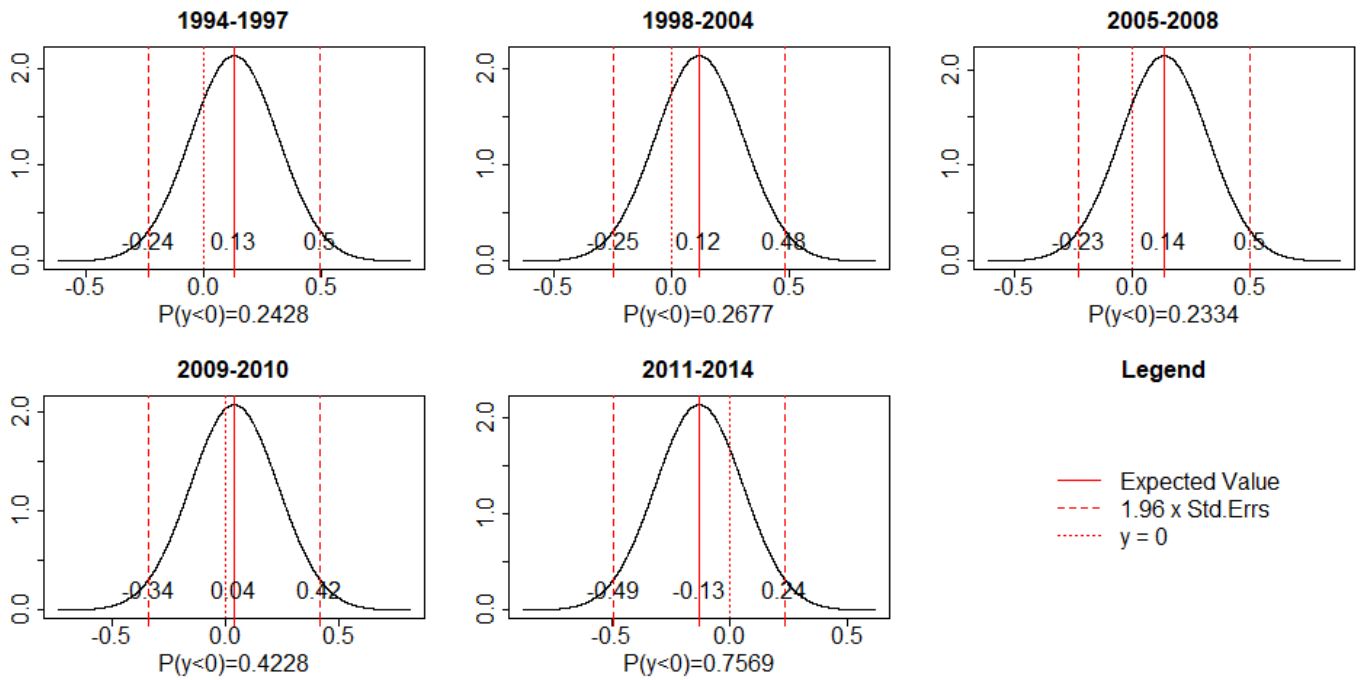 1994-1997
2.0
1.0
0.0
-0.24 0.13 0.5
-0.5 0.0 0.5
P(y<0)=0.2428
1998-2004
2.0
1.0
0.0
-0.25 0.12 0.48
-0.5 0.0 0.5
P(y<0)=0.2677
2005-2008
2.0
1.0
0.0
-0.23 0.14 0.5
-0.5 0.0 0.5
P(y<0)=0.2334
2009-2010
2.0
1.0
0.0
-0.34 0.04 0.42
-0.5 0.0 0.5
P(y<0)=0.4228
2011-2014
2.0
1.0
0.0
-0.49 -0.13 0.24
-0.5 0.0 0.5
P(y<0)=0.7569
Legend
Expected Value
1.96 x Std.Errs
y = 0